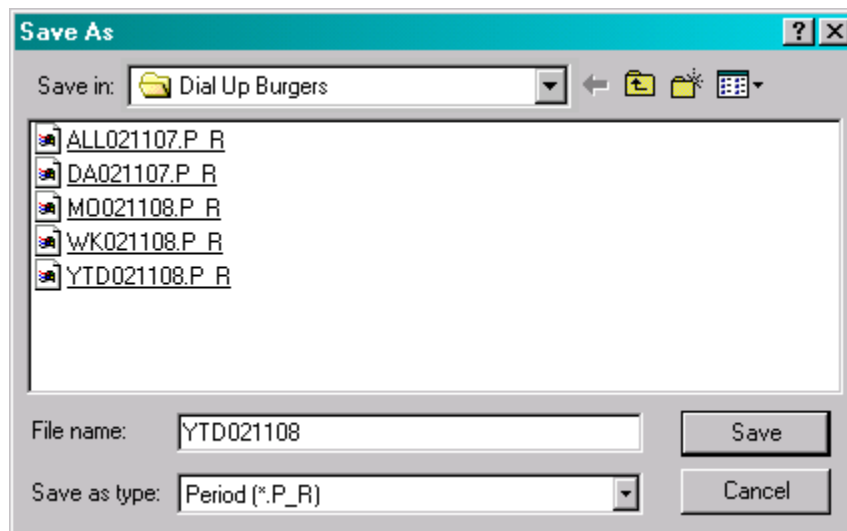 Save As
Save in: Dial Up Burgers
ALL021107.P_R
DA021107.P_R
MO021108.P_R
WK021108.P_R
YTD021108.P_R
File name: YTD021108 Save
Save as type: Period (*.P_R) Cancel